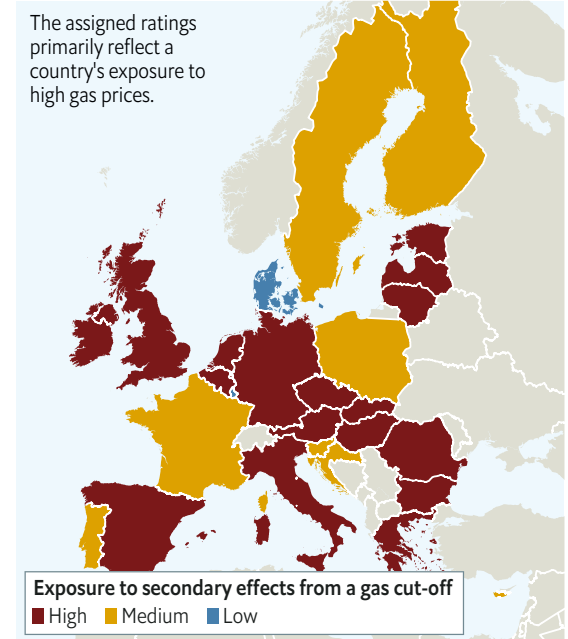 The assigned ratings
primarily reflect a
country's exposure to
high gas prices.
Exposure to secondary effects from a gas cut-off
High Medium Low